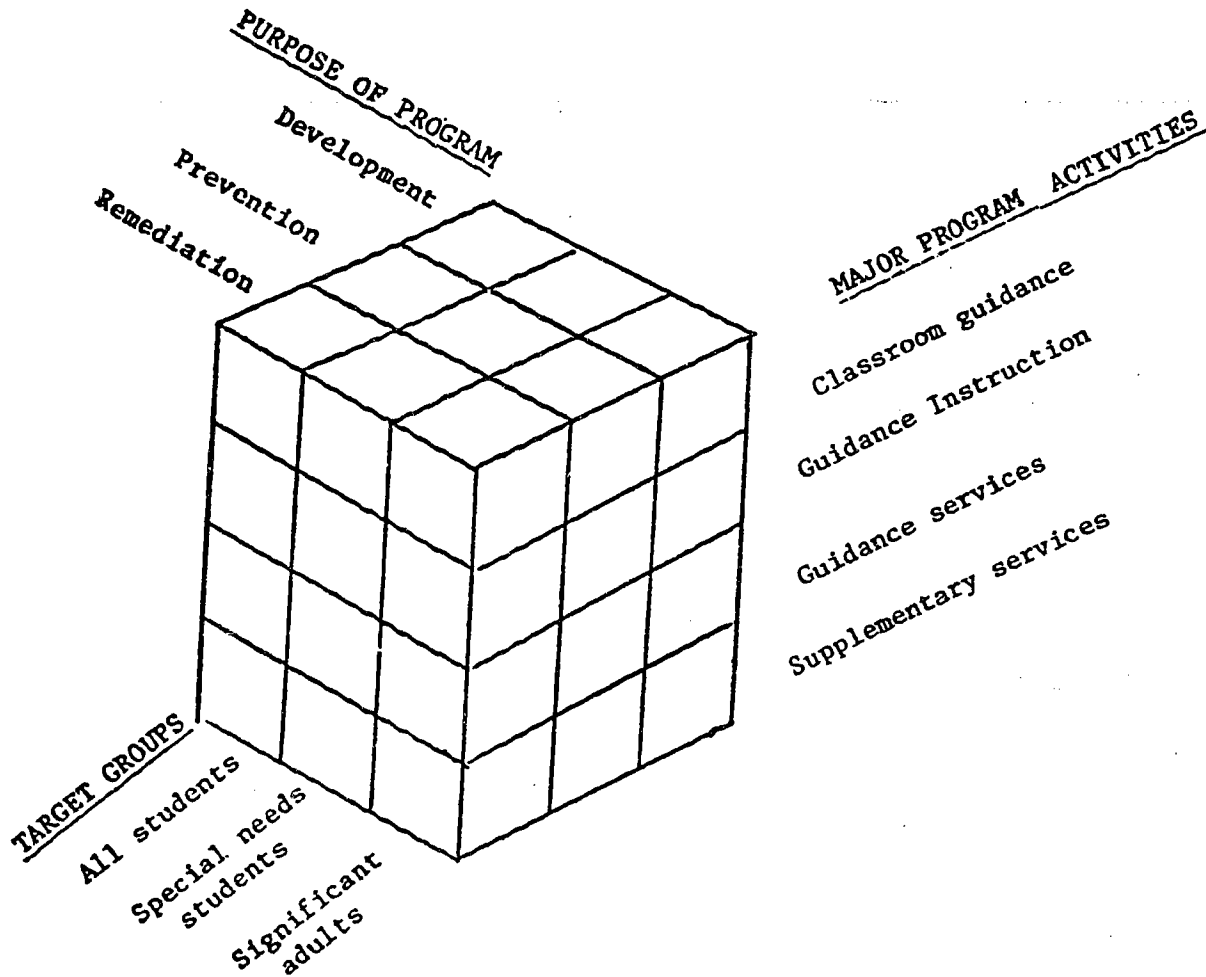 PURPOSE OF PROGRAM
Development
Prevention
Remediation
MAJOR PROGRAM ACTIVITIES
Classroom guidance
Guidance Instruction
Guidance services
Supplementary services
TARGET GROUPS
All students
Special needs
students
Significant
adults